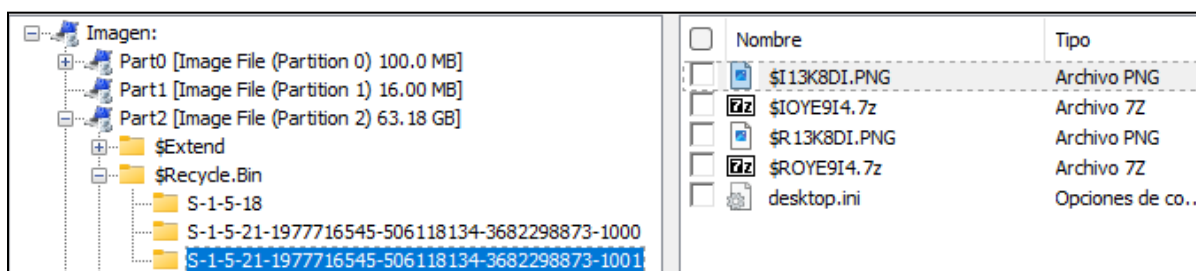 Imagen:
Part0 [Image File (Partition 0) 100.0 MB]
Part1 [Image File (Partition 1) 16.00 MB]
Part2 [Image File (Partition 2) 63.18 GB]
$Extend
$Recycle.Bin
S-1-5-18
S-1-5-21-1977716545-506118134-3682298873-1000
S-1-5-21-1977716545-506118134-3682298873-1001
Nombre Tipo
$I13K8DI.PNG Archivo PNG
7z $IOYE9I4.7z Archivo 7Z
$R13K8DI.PNG Archivo PNG
7z $ROYE9I4.7z Archivo 7Z
desktop.ini Opciones de co...